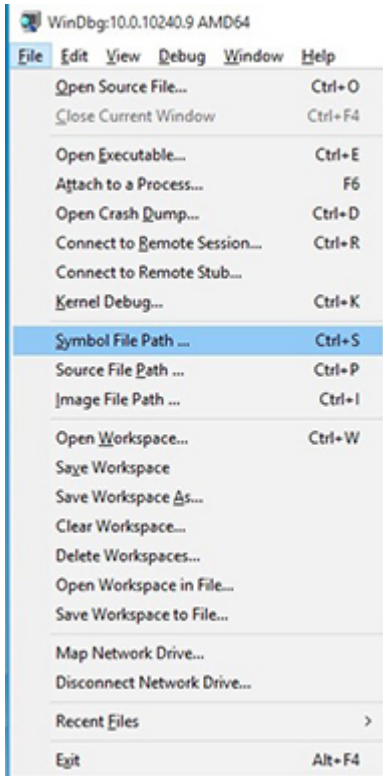 WinDbg:10.0.10240.9 AMD64
File Edit View Debug Window Help
Open Source File... Ctrl+O
Close Current Window Ctrl+F4
Open Executable... Ctrl+E
Attach to a Process... F6
Open Crash Dump... Ctrl+D
Connect to Remote Session... Ctrl+R
Connect to Remote Stub...
Kernel Debug... Ctrl+K
Symbol File Path ... Ctrl+S
Source File Path ... Ctrl+P
Image File Path ... Ctrl+I
Open Workspace... Ctrl+W
Save Workspace
Save Workspace As...
Clear Workspace...
Delete Workspaces...
Open Workspace in File...
Save Workspace to File...
Map Network Drive...
Disconnect Network Drive...
Recent Files >
Exit Alt+F4